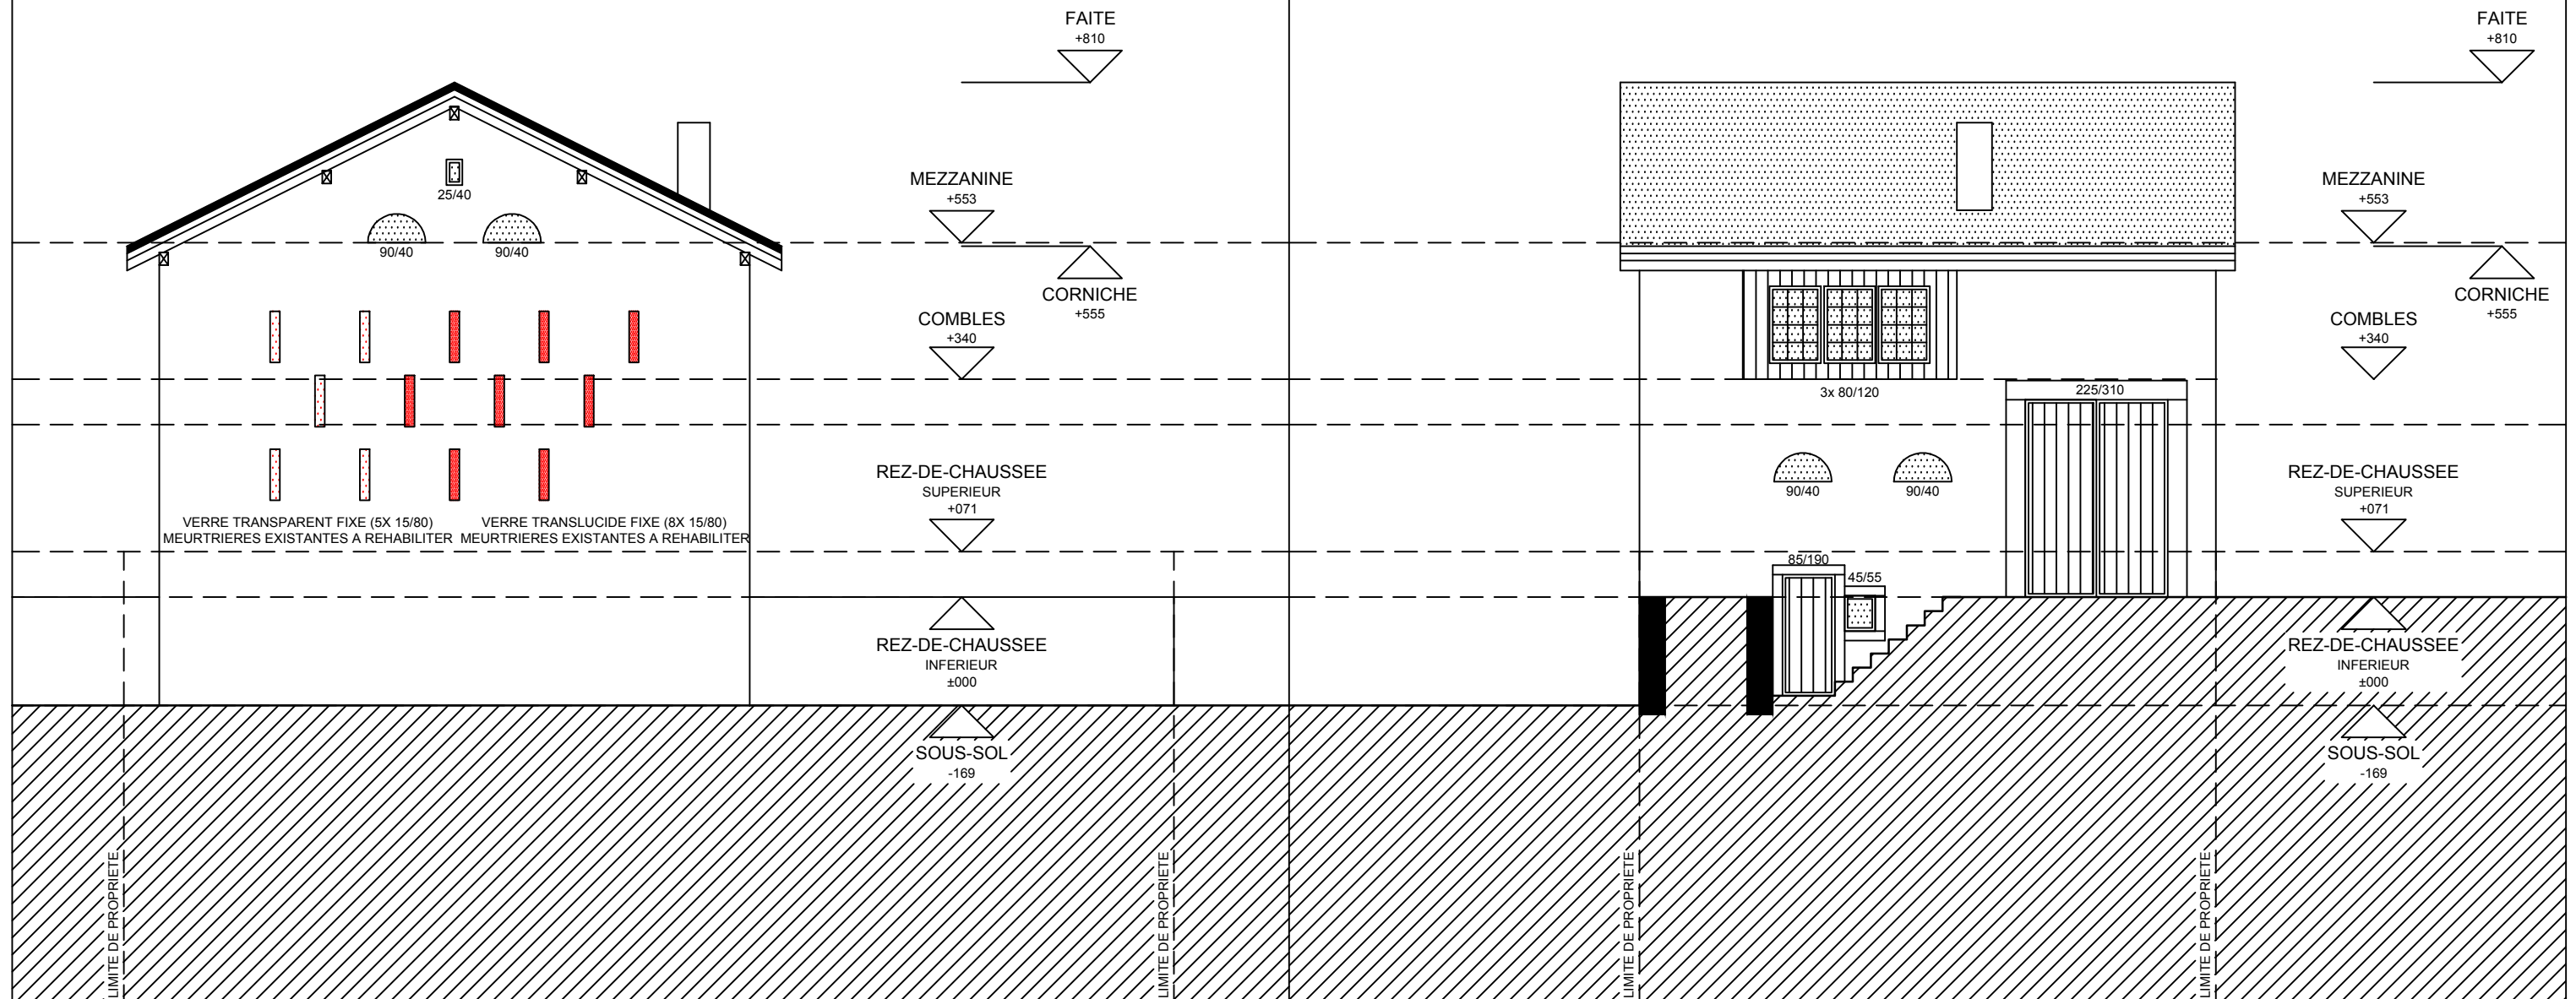 FAITE
+810
25/40
90/40
90/40
MEZZANINE
+553
CORNICHE
+555
COMBLES
+340
REZ-DE-CHAUSSEE
SUPERIEUR
+071
VERRE TRANSPARENT FIXE (5X 15/80)
MEURTRIERES EXISTANTES A REHABILITER
VERRE TRANSLUCIDE FIXE (8X 15/80)
MEURTRIERES EXISTANTES A REHABILITER
REZ-DE-CHAUSSEE
INFERIEUR
±000
SOUS-SOL
-169
LIMITE DE PROPRIETE
LIMITE DE PROPRIETE
FAITE
+810
MEZZANINE
+553
CORNICHE
+555
COMBLES
+340
3x 80/120
225/310
90/40
90/40
REZ-DE-CHAUSSEE
SUPERIEUR
+071
85/190
45/55
REZ-DE-CHAUSSEE
INFERIEUR
±000
SOUS-SOL
-169
LIMITE DE PROPRIETE
LIMITE DE PROPRIETE